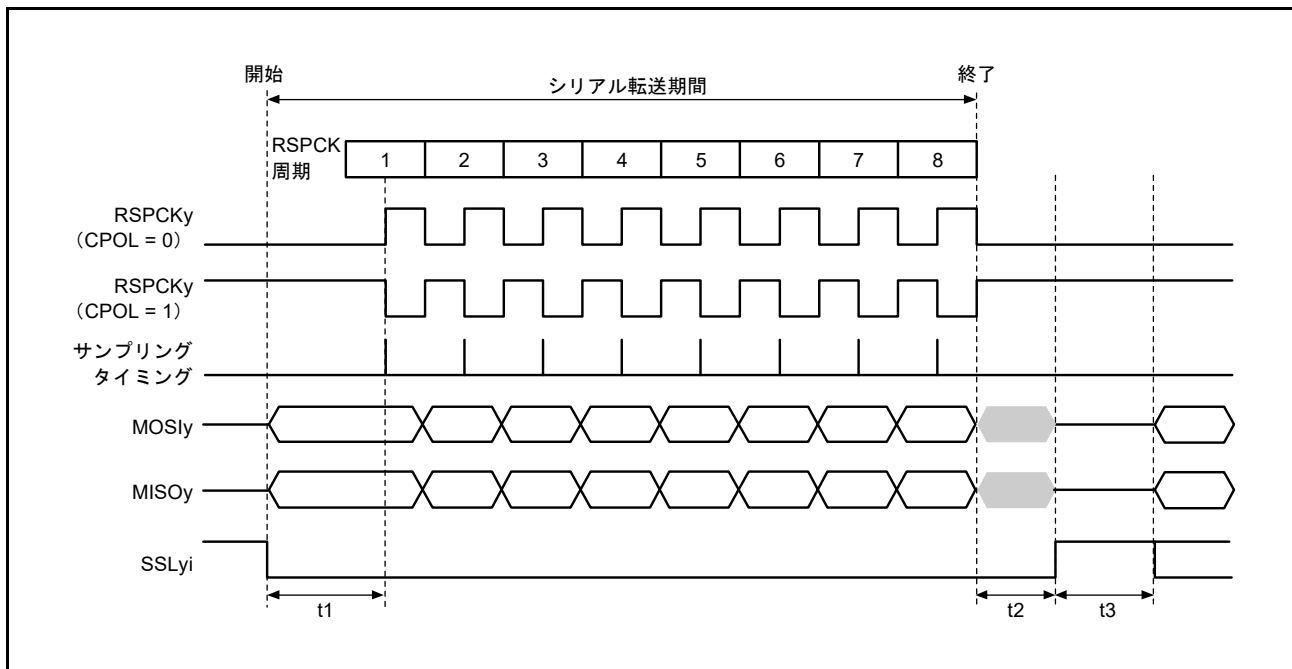 開始
シリアル転送期間
終了
RSPCK
周期
1 2 3 4 5 6 7 8
RSPCKy
（CPOL = 0）
RSPCKy
（CPOL = 1）
サンプリング
タイミング
MOSIy
MISOy
SSLyi
t1
t2
t3